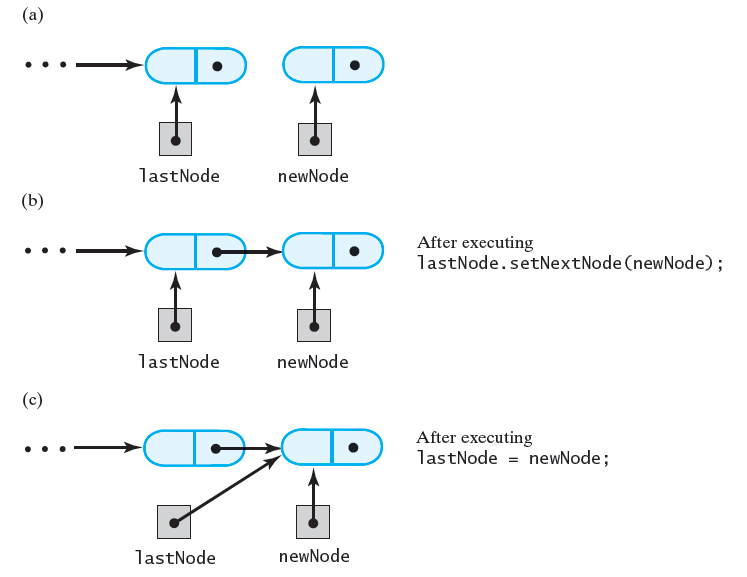 (a)
lastNode
newNode
(b)
After executing
lastNode.setNextNode(newNode);
lastNode
newNode
(c)
After executing
lastNode = newNode;
lastNode
newNode